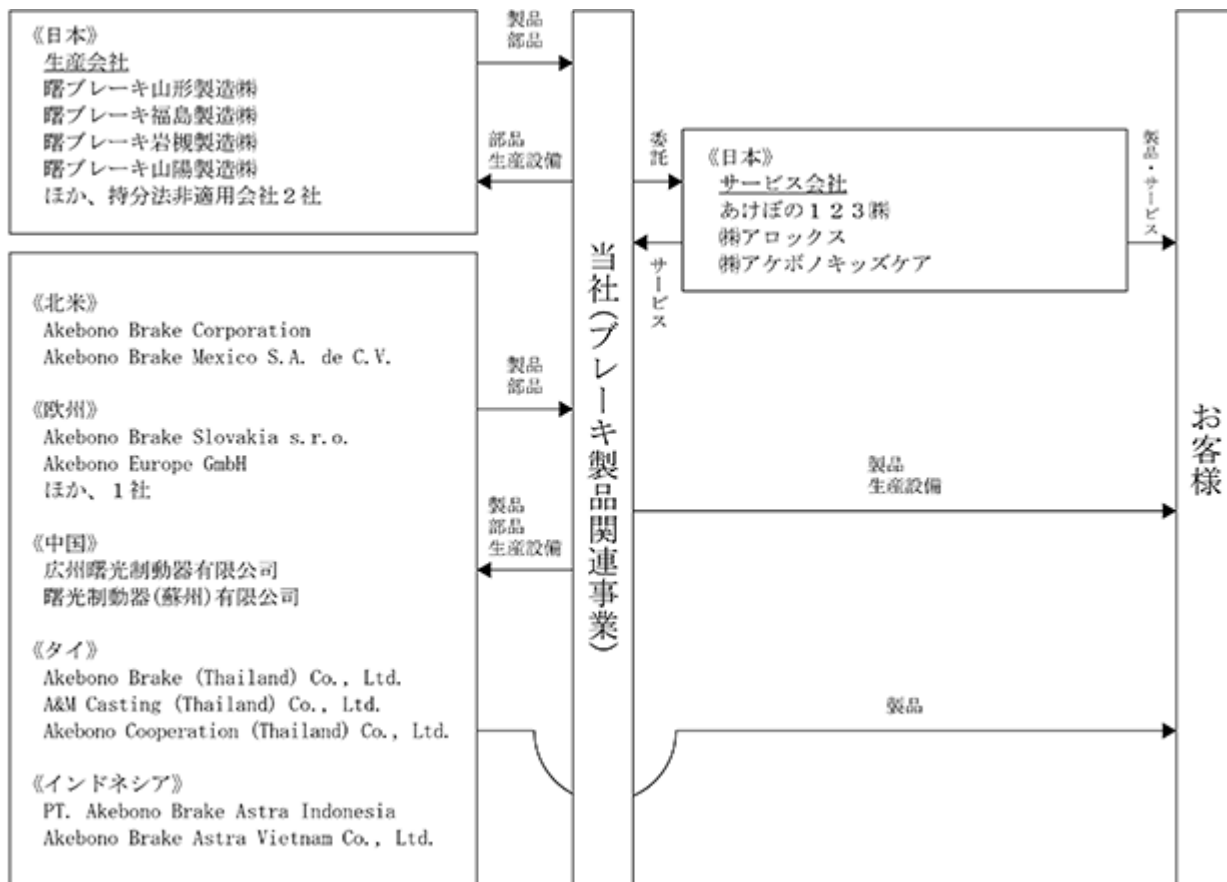 《日本》
生産会社
曙ブレーキ山形製造㈱
曙ブレーキ福島製造㈱
曙ブレーキ岩槻製造㈱
曙ブレーキ山陽製造㈱
ほか、持分法非適用会社２社
製品
部品
部品
生産設備
《北米》
Akebono Brake Corporation
Akebono Brake Mexico S.A. de C.V.
《欧州》
Akebono Brake Slovakia s.r.o.
Akebono Europe GmbH
ほか、１社
《中国》
広州曙光制動器有限公司
曙光制動器(蘇州)有限公司
《タイ》
Akebono Brake (Thailand) Co., Ltd.
A&M Casting (Thailand) Co., Ltd.
Akebono Cooperation (Thailand) Co., Ltd.
《インドネシア》
PT. Akebono Brake Astra Indonesia
Akebono Brake Astra Vietnam Co., Ltd.
製品
部品
製品
部品
生産設備
当社(ブレーキ製品関連事業)
委託
サービス
《日本》
サービス会社
あけぼの１２３㈱
㈱アロックス
㈱アケボノキッズケア
製品・サービス
製品
生産設備
製品
お客様